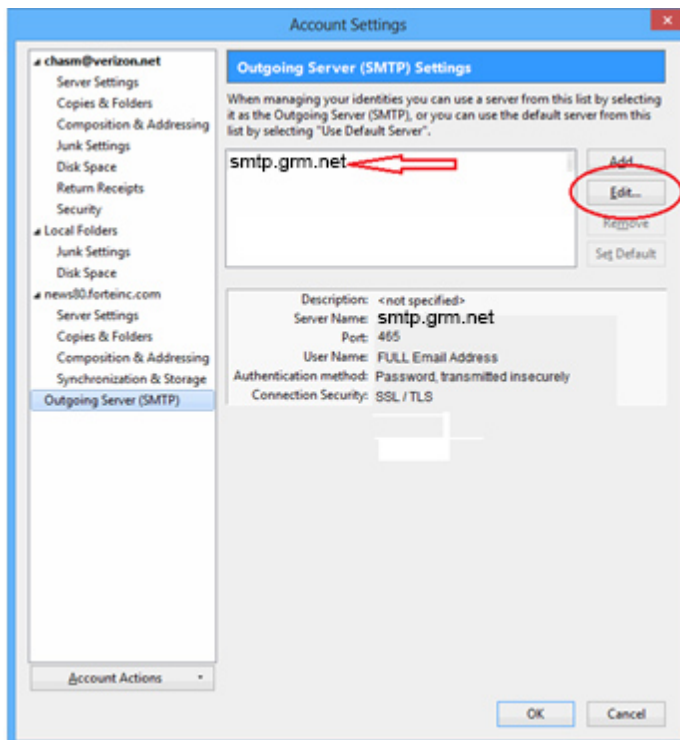 Account Settings
chasm@verizon.net
Server Settings
Copies & Folders
Composition & Addressing
Junk Settings
Disk Space
Return Receipts
Security
Local Folders
Junk Settings
Disk Space
news80.forteinc.com
Server Settings
Copies & Folders
Composition & Addressing
Synchronization & Storage
Outgoing Server (SMTP)
Account Actions
Outgoing Server (SMTP) Settings
When managing your identities you can use a server from this list by selecting
it as the Outgoing Server (SMTP), or you can use the default server from this
list by selecting "Use Default Server".
smtp.grm.net
Add...
Edit...
Remove
Set Default
Description: <not specified>
Server Name: smtp.grm.net
Port: 465
User Name: FULL Email Address
Authentication method: Password, transmitted insecurely
Connection Security: SSL / TLS
OK
Cancel